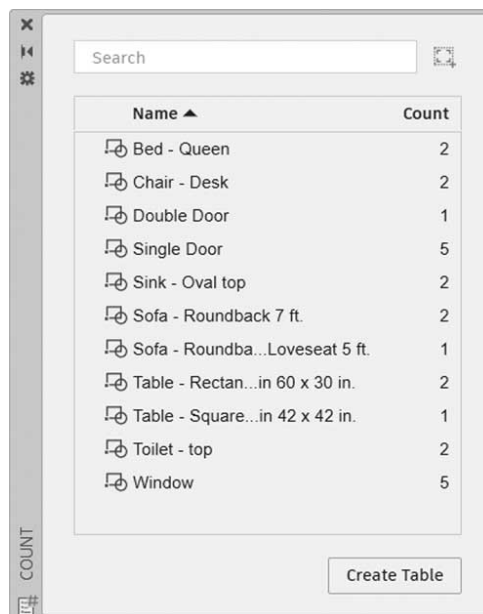 Search
Name Count
Bed - Queen 2
Chair - Desk 2
Double Door 1
Single Door 5
Sink - Oval top 2
Sofa - Roundback 7 ft. 2
Sofa - Roundba...Loveseat 5 ft. 1
Table - Rectan...in 60 x 30 in. 2
Table - Square...in 42 x 42 in. 1
Toilet - top 2
Window 5
Create Table
COUNT